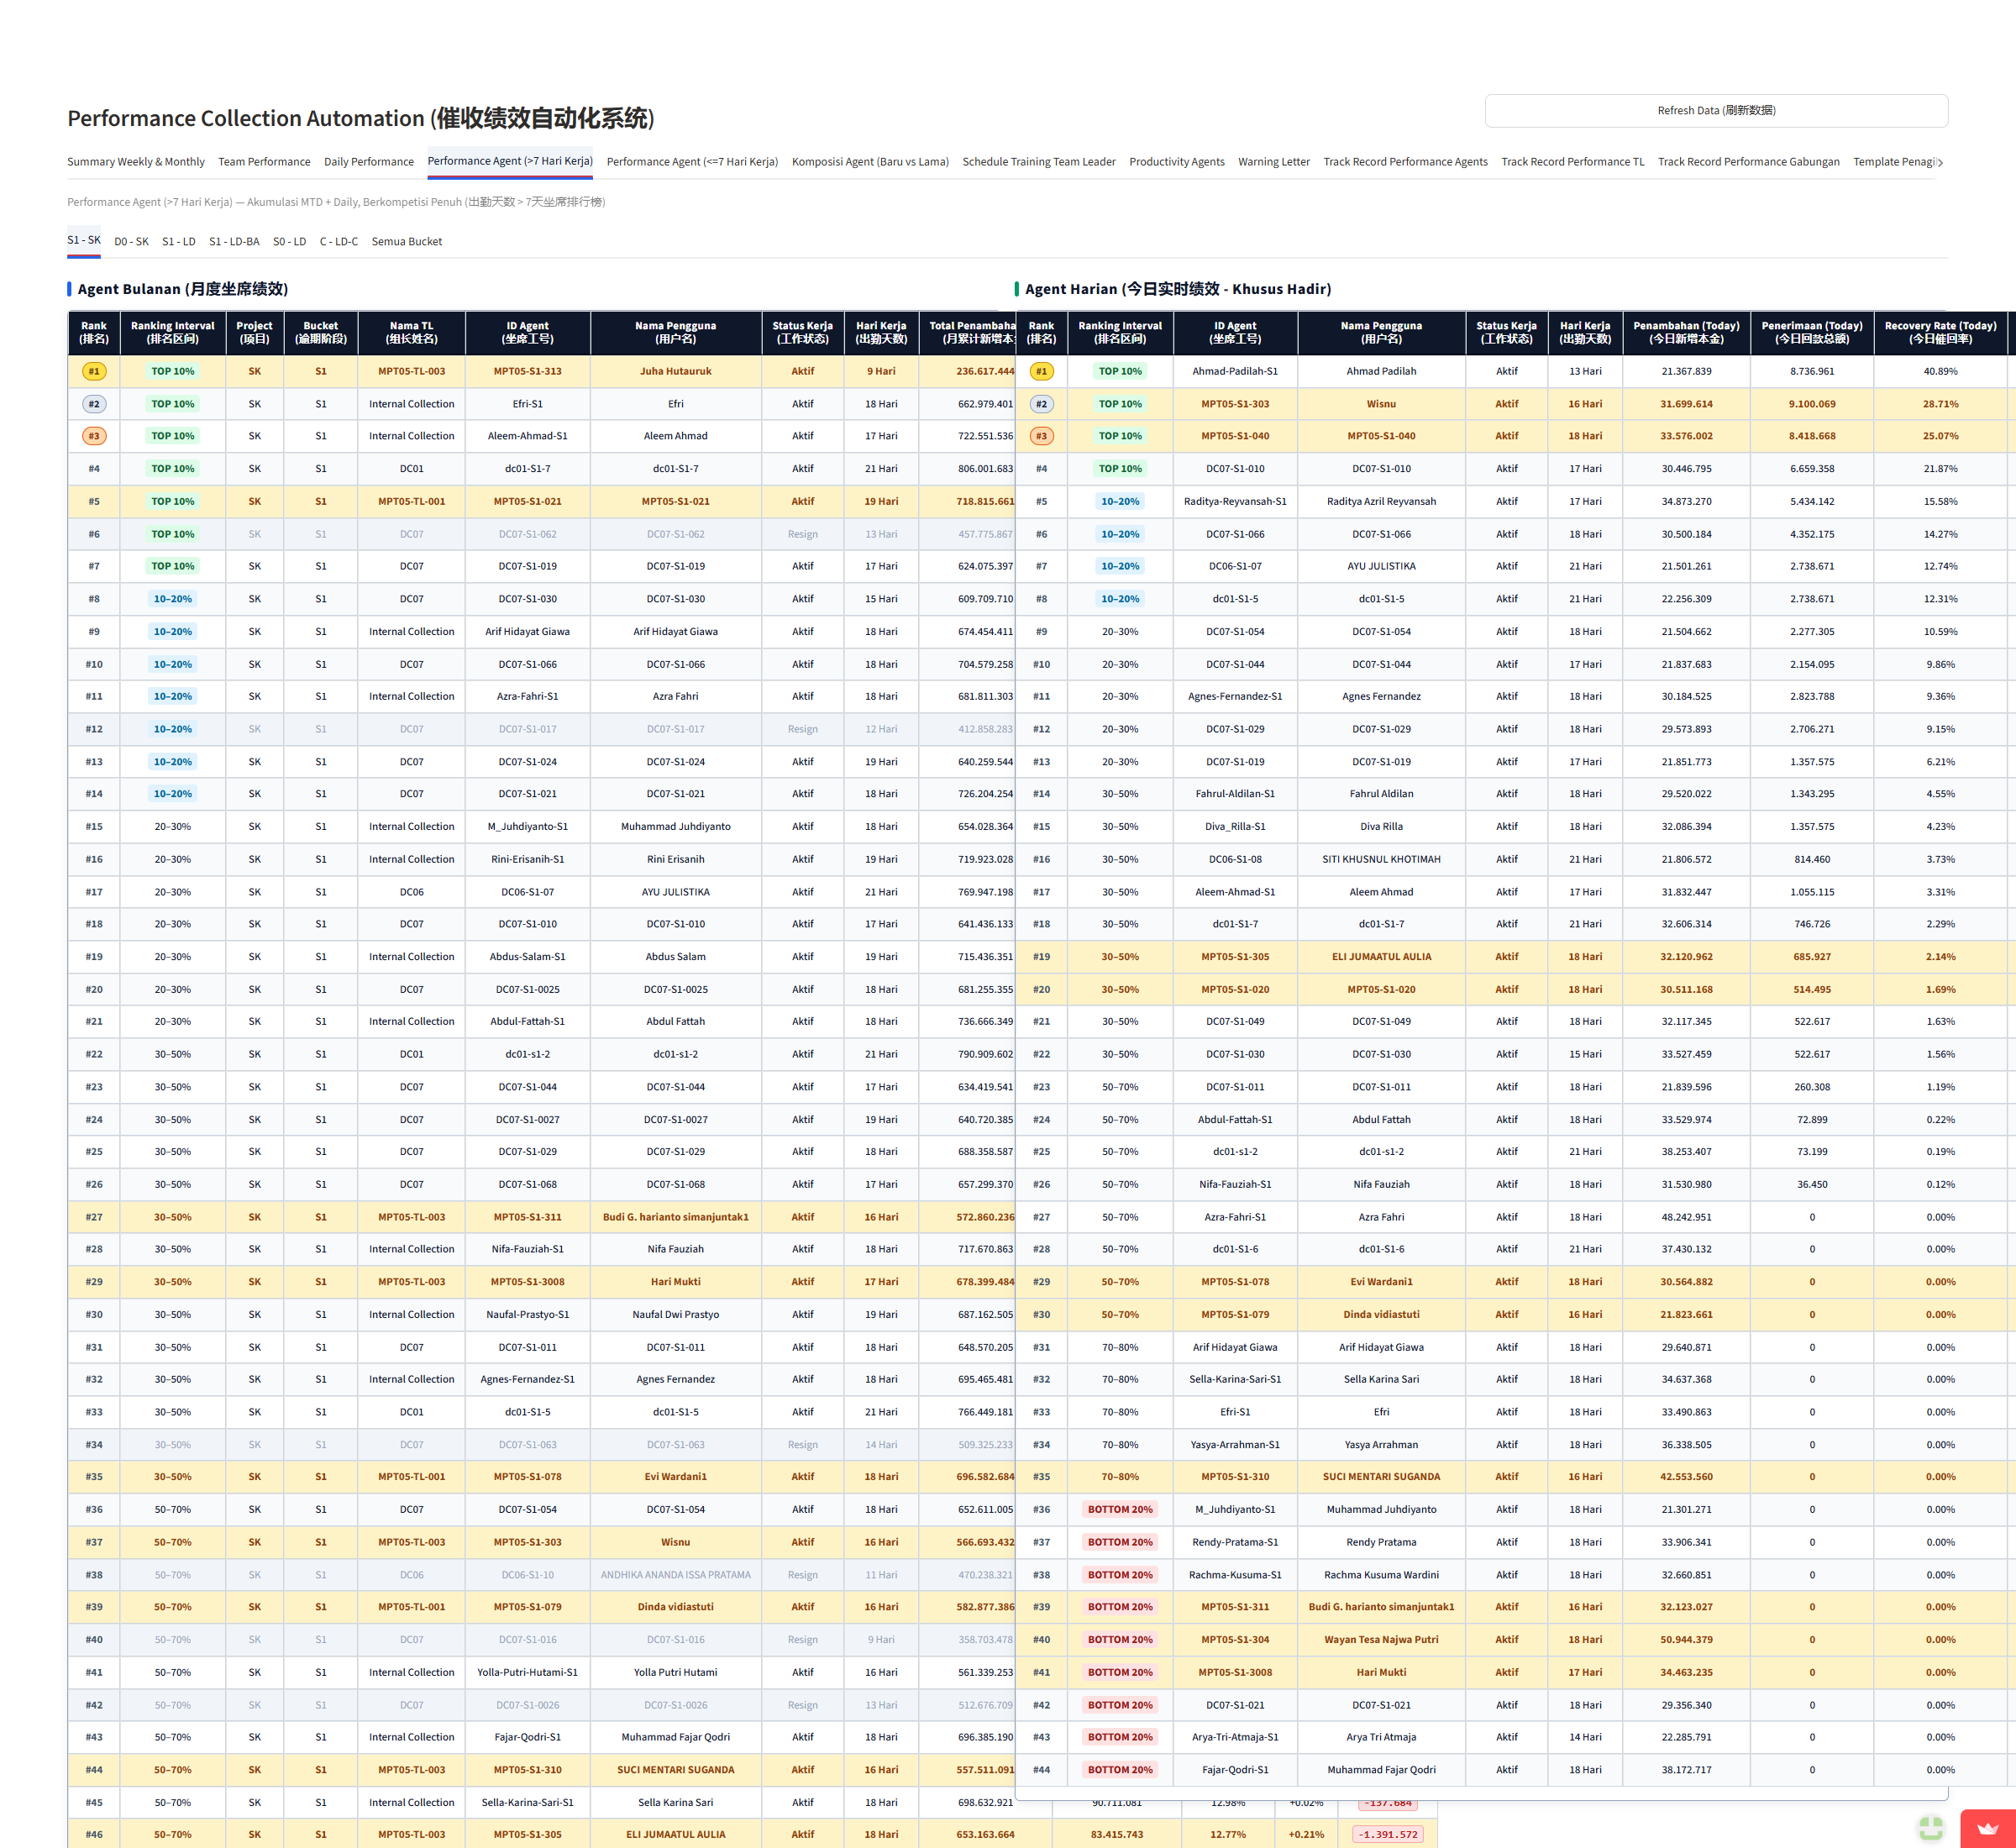 Performance Collection Automation (催收绩效自动化系统)
Refresh Data (刷新数据)
Summary Weekly & Monthly Team Performance Daily Performance Performance Agent (>7 Hari Kerja) Performance Agent (<=7 Hari Kerja) Komposisi Agent (Baru vs Lama) Schedule Training Team Leader Productivity Agents Warning Letter Track Record Performance Agents Track Record Performance TL Track Record Performance Gabungan Template Penagi
Performance Agent (>7 Hari Kerja) — Akumulasi MTD + Daily, Berkompetisi Penuh (出勤天数 > 7天坐席排行榜)
S1 - SK D0 - SK S1 - LD S1 - LD-BA S0 - LD C - LD-C Semua Bucket
Agent Bulanan (月度坐席绩效)
Rank Ranking Interval Project Bucket Nama TL ID Agent Nama Pengguna Status Kerja Hari Kerja Total Penambaha
(排名) (排名区间) (项目) (逾期阶段) (组长姓名) (坐席工号) (用户名) (工作状态) (出勤天数) (月累计新增本
#1 TOP 10% SK S1 MPT05-TL-003 MPT05-S1-313 Juha Hutauruk Aktif 9 Hari 236.617.444
#2 TOP 10% SK S1 Internal Collection Efri-S1 Efri Aktif 18 Hari 662.979.401
#3 TOP 10% SK S1 Internal Collection Aleem-Ahmad-S1 Aleem Ahmad Aktif 17 Hari 722.551.536
#4 TOP 10% SK S1 DC01 dc01-S1-7 dc01-S1-7 Aktif 21 Hari 806.001.683
#5 TOP 10% SK S1 MPT05-TL-001 MPT05-S1-021 MPT05-S1-021 Aktif 19 Hari 718.815.661
#6 TOP 10% SK S1 DC07 DC07-S1-062 DC07-S1-062 Resign 13 Hari 457.775.867
#7 TOP 10% SK S1 DC07 DC07-S1-019 DC07-S1-019 Aktif 17 Hari 624.075.397
#8 10–20% SK S1 DC07 DC07-S1-030 DC07-S1-030 Aktif 15 Hari 609.709.710
#9 10–20% SK S1 Internal Collection Arif Hidayat Giawa Arif Hidayat Giawa Aktif 18 Hari 674.454.411
#10 10–20% SK S1 DC07 DC07-S1-066 DC07-S1-066 Aktif 18 Hari 704.579.258
#11 10–20% SK S1 Internal Collection Azra-Fahri-S1 Azra Fahri Aktif 18 Hari 681.811.303
#12 10–20% SK S1 DC07 DC07-S1-017 DC07-S1-017 Resign 12 Hari 412.858.283
#13 10–20% SK S1 DC07 DC07-S1-024 DC07-S1-024 Aktif 19 Hari 640.259.544
#14 10–20% SK S1 DC07 DC07-S1-021 DC07-S1-021 Aktif 18 Hari 726.204.254
#15 20–30% SK S1 Internal Collection M_Juhdiyanto-S1 Muhammad Juhdiyanto Aktif 18 Hari 654.028.364
#16 20–30% SK S1 Internal Collection Rini-Erisanih-S1 Rini Erisanih Aktif 19 Hari 719.923.028
#17 20–30% SK S1 DC06 DC06-S1-07 AYU JULISTIKA Aktif 21 Hari 769.947.198
#18 20–30% SK S1 DC07 DC07-S1-010 DC07-S1-010 Aktif 17 Hari 641.436.133
#19 20–30% SK S1 Internal Collection Abdus-Salam-S1 Abdus Salam Aktif 19 Hari 715.436.351
#20 20–30% SK S1 DC07 DC07-S1-0025 DC07-S1-0025 Aktif 18 Hari 681.255.355
#21 20–30% SK S1 Internal Collection Abdul-Fattah-S1 Abdul Fattah Aktif 18 Hari 736.666.349
#22 30–50% SK S1 DC01 dc01-s1-2 dc01-s1-2 Aktif 21 Hari 790.909.602
#23 30–50% SK S1 DC07 DC07-S1-044 DC07-S1-044 Aktif 17 Hari 634.419.541
#24 30–50% SK S1 DC07 DC07-S1-0027 DC07-S1-0027 Aktif 19 Hari 640.720.385
#25 30–50% SK S1 DC07 DC07-S1-029 DC07-S1-029 Aktif 18 Hari 688.358.587
#26 30–50% SK S1 DC07 DC07-S1-068 DC07-S1-068 Aktif 17 Hari 657.299.370
#27 30–50% SK S1 MPT05-TL-003 MPT05-S1-311 Budi G. harianto simanjuntak1 Aktif 16 Hari 572.860.236
#28 30–50% SK S1 Internal Collection Nifa-Fauziah-S1 Nifa Fauziah Aktif 18 Hari 717.670.863
#29 30–50% SK S1 MPT05-TL-003 MPT05-S1-3008 Hari Mukti Aktif 17 Hari 678.399.484
#30 30–50% SK S1 Internal Collection Naufal-Prastyo-S1 Naufal Dwi Prastyo Aktif 19 Hari 687.162.505
#31 30–50% SK S1 DC07 DC07-S1-011 DC07-S1-011 Aktif 18 Hari 648.570.205
#32 30–50% SK S1 Internal Collection Agnes-Fernandez-S1 Agnes Fernandez Aktif 18 Hari 695.465.481
#33 30–50% SK S1 DC01 dc01-S1-5 dc01-S1-5 Aktif 21 Hari 766.449.181
#34 30–50% SK S1 DC07 DC07-S1-063 DC07-S1-063 Resign 14 Hari 509.325.233
#35 30–50% SK S1 MPT05-TL-001 MPT05-S1-078 Evi Wardani1 Aktif 18 Hari 696.582.684
#36 50–70% SK S1 DC07 DC07-S1-054 DC07-S1-054 Aktif 18 Hari 652.611.005
#37 50–70% SK S1 MPT05-TL-003 MPT05-S1-303 Wisnu Aktif 16 Hari 566.693.432
#38 50–70% SK S1 DC06 DC06-S1-10 ANDHIKA ANANDA ISSA PRATAMA Resign 11 Hari 470.238.321
#39 50–70% SK S1 MPT05-TL-001 MPT05-S1-079 Dinda vidiastuti Aktif 16 Hari 582.877.386
#40 50–70% SK S1 DC07 DC07-S1-016 DC07-S1-016 Resign 9 Hari 358.703.478
#41 50–70% SK S1 Internal Collection Yolla-Putri-Hutami-S1 Yolla Putri Hutami Aktif 16 Hari 561.339.253
#42 50–70% SK S1 DC07 DC07-S1-0026 DC07-S1-0026 Resign 13 Hari 512.676.709
#43 50–70% SK S1 Internal Collection Fajar-Qodri-S1 Muhammad Fajar Qodri Aktif 18 Hari 696.385.190
#44 50–70% SK S1 MPT05-TL-003 MPT05-S1-310 SUCI MENTARI SUGANDA Aktif 16 Hari 557.511.091
#45 50–70% SK S1 Internal Collection Sella-Karina-Sari-S1 Sella Karina Sari Aktif 18 Hari 698.632.921 90.711.081 12.98% +0.02% -137.684
#46 50–70% SK S1 MPT05-TL-003 MPT05-S1-305 ELI JUMAATUL AULIA Aktif 18 Hari 653.163.664 83.415.743 12.77% +0.21% -1.391.572
Agent Harian (今日实时绩效 - Khusus Hadir)
Rank Ranking Interval ID Agent Nama Pengguna Status Kerja Hari Kerja Penambahan (Today) Penerimaan (Today) Recovery Rate (Today)
(排名) (排名区间) (坐席工号) (用户名) (工作状态) (出勤天数) (今日新增本金) (今日回款总额) (今日催回率)
#1 TOP 10% Ahmad-Padilah-S1 Ahmad Padilah Aktif 13 Hari 21.367.839 8.736.961 40.89%
#2 TOP 10% MPT05-S1-303 Wisnu Aktif 16 Hari 31.699.614 9.100.069 28.71%
#3 TOP 10% MPT05-S1-040 MPT05-S1-040 Aktif 18 Hari 33.576.002 8.418.668 25.07%
#4 TOP 10% DC07-S1-010 DC07-S1-010 Aktif 17 Hari 30.446.795 6.659.358 21.87%
#5 10–20% Raditya-Reyvansah-S1 Raditya Azril Reyvansah Aktif 17 Hari 34.873.270 5.434.142 15.58%
#6 10–20% DC07-S1-066 DC07-S1-066 Aktif 18 Hari 30.500.184 4.352.175 14.27%
#7 10–20% DC06-S1-07 AYU JULISTIKA Aktif 21 Hari 21.501.261 2.738.671 12.74%
#8 10–20% dc01-S1-5 dc01-S1-5 Aktif 21 Hari 22.256.309 2.738.671 12.31%
#9 20–30% DC07-S1-054 DC07-S1-054 Aktif 18 Hari 21.504.662 2.277.305 10.59%
#10 20–30% DC07-S1-044 DC07-S1-044 Aktif 17 Hari 21.837.683 2.154.095 9.86%
#11 20–30% Agnes-Fernandez-S1 Agnes Fernandez Aktif 18 Hari 30.184.525 2.823.788 9.36%
#12 20–30% DC07-S1-029 DC07-S1-029 Aktif 18 Hari 29.573.893 2.706.271 9.15%
#13 20–30% DC07-S1-019 DC07-S1-019 Aktif 17 Hari 21.851.773 1.357.575 6.21%
#14 30–50% Fahrul-Aldilan-S1 Fahrul Aldilan Aktif 18 Hari 29.520.022 1.343.295 4.55%
#15 30–50% Diva_Rilla-S1 Diva Rilla Aktif 18 Hari 32.086.394 1.357.575 4.23%
#16 30–50% DC06-S1-08 SITI KHUSNUL KHOTIMAH Aktif 21 Hari 21.806.572 814.460 3.73%
#17 30–50% Aleem-Ahmad-S1 Aleem Ahmad Aktif 17 Hari 31.832.447 1.055.115 3.31%
#18 30–50% dc01-S1-7 dc01-S1-7 Aktif 21 Hari 32.606.314 746.726 2.29%
#19 30–50% MPT05-S1-305 ELI JUMAATUL AULIA Aktif 18 Hari 32.120.962 685.927 2.14%
#20 30–50% MPT05-S1-020 MPT05-S1-020 Aktif 18 Hari 30.511.168 514.495 1.69%
#21 30–50% DC07-S1-049 DC07-S1-049 Aktif 18 Hari 32.117.345 522.617 1.63%
#22 30–50% DC07-S1-030 DC07-S1-030 Aktif 15 Hari 33.527.459 522.617 1.56%
#23 50–70% DC07-S1-011 DC07-S1-011 Aktif 18 Hari 21.839.596 260.308 1.19%
#24 50–70% Abdul-Fattah-S1 Abdul Fattah Aktif 18 Hari 33.529.974 72.899 0.22%
#25 50–70% dc01-s1-2 dc01-s1-2 Aktif 21 Hari 38.253.407 73.199 0.19%
#26 50–70% Nifa-Fauziah-S1 Nifa Fauziah Aktif 18 Hari 31.530.980 36.450 0.12%
#27 50–70% Azra-Fahri-S1 Azra Fahri Aktif 18 Hari 48.242.951 0 0.00%
#28 50–70% dc01-S1-6 dc01-S1-6 Aktif 21 Hari 37.430.132 0 0.00%
#29 50–70% MPT05-S1-078 Evi Wardani1 Aktif 18 Hari 30.564.882 0 0.00%
#30 50–70% MPT05-S1-079 Dinda vidiastuti Aktif 16 Hari 21.823.661 0 0.00%
#31 70–80% Arif Hidayat Giawa Arif Hidayat Giawa Aktif 18 Hari 29.640.871 0 0.00%
#32 70–80% Sella-Karina-Sari-S1 Sella Karina Sari Aktif 18 Hari 34.637.368 0 0.00%
#33 70–80% Efri-S1 Efri Aktif 18 Hari 33.490.863 0 0.00%
#34 70–80% Yasya-Arrahman-S1 Yasya Arrahman Aktif 18 Hari 36.338.505 0 0.00%
#35 70–80% MPT05-S1-310 SUCI MENTARI SUGANDA Aktif 16 Hari 42.553.560 0 0.00%
#36 BOTTOM 20% M_Juhdiyanto-S1 Muhammad Juhdiyanto Aktif 18 Hari 21.301.271 0 0.00%
#37 BOTTOM 20% Rendy-Pratama-S1 Rendy Pratama Aktif 18 Hari 33.906.341 0 0.00%
#38 BOTTOM 20% Rachma-Kusuma-S1 Rachma Kusuma Wardini Aktif 18 Hari 32.660.851 0 0.00%
#39 BOTTOM 20% MPT05-S1-311 Budi G. harianto simanjuntak1 Aktif 16 Hari 32.123.027 0 0.00%
#40 BOTTOM 20% MPT05-S1-304 Wayan Tesa Najwa Putri Aktif 18 Hari 50.944.379 0 0.00%
#41 BOTTOM 20% MPT05-S1-3008 Hari Mukti Aktif 17 Hari 34.463.235 0 0.00%
#42 BOTTOM 20% DC07-S1-021 DC07-S1-021 Aktif 18 Hari 29.356.340 0 0.00%
#43 BOTTOM 20% Arya-Tri-Atmaja-S1 Arya Tri Atmaja Aktif 14 Hari 22.285.791 0 0.00%
#44 BOTTOM 20% Fajar-Qodri-S1 Muhammad Fajar Qodri Aktif 18 Hari 38.172.717 0 0.00%